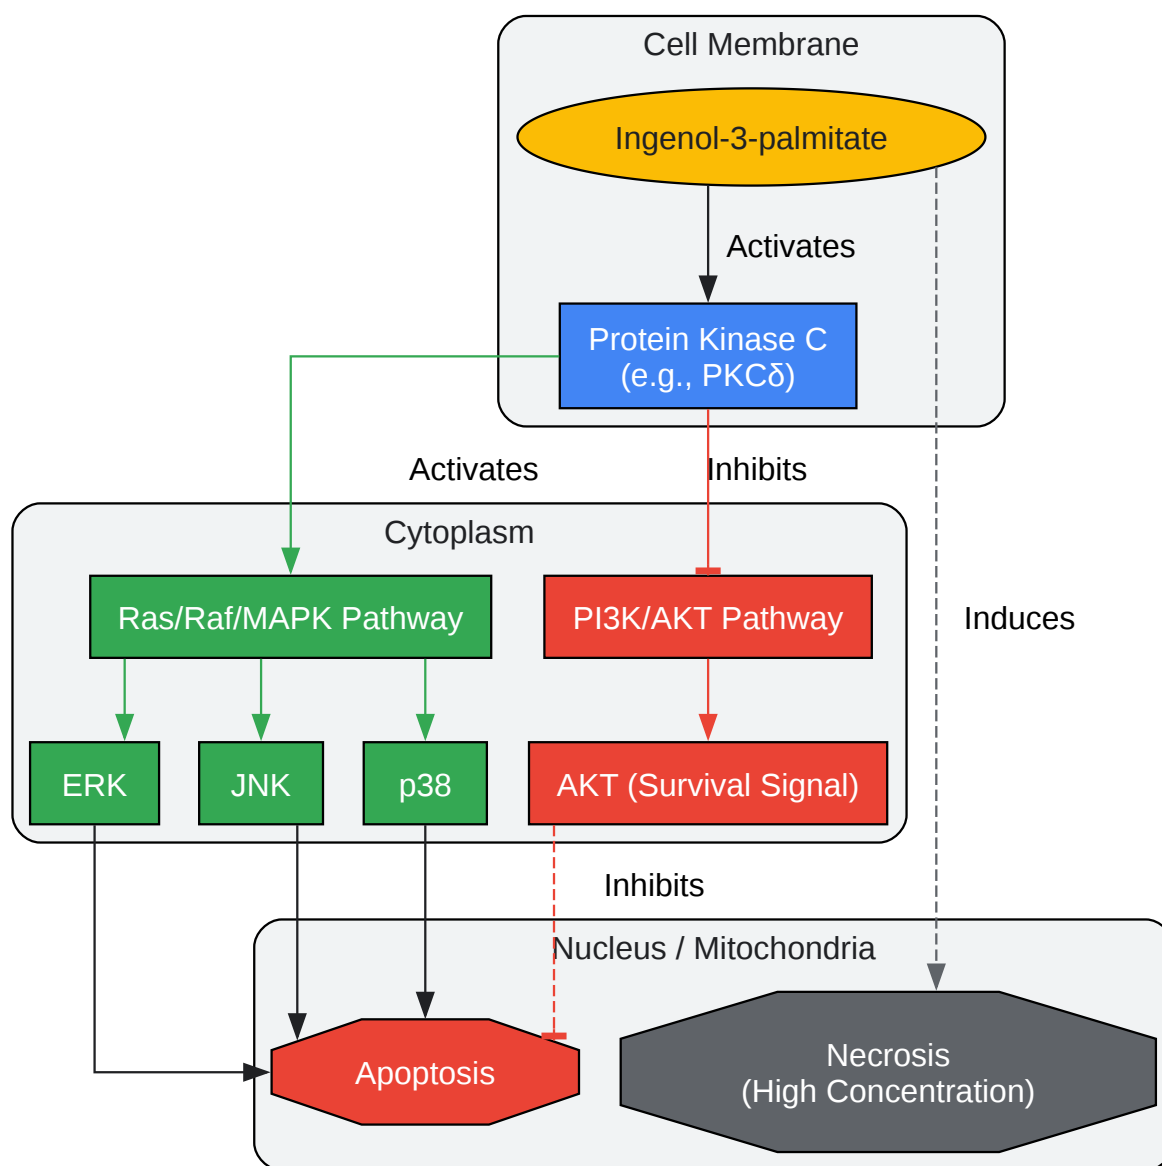 Cell Membrane
Ingenol-3-palmitate
Activates
Protein Kinase C
(e.g., PKCδ)
Activates
Inhibits
Cytoplasm
Ras/Raf/MAPK Pathway
PI3K/AKT Pathway
Induces
ERK
JNK
p38
AKT (Survival Signal)
Inhibits
Nucleus / Mitochondria
Apoptosis
Necrosis
(High Concentration)